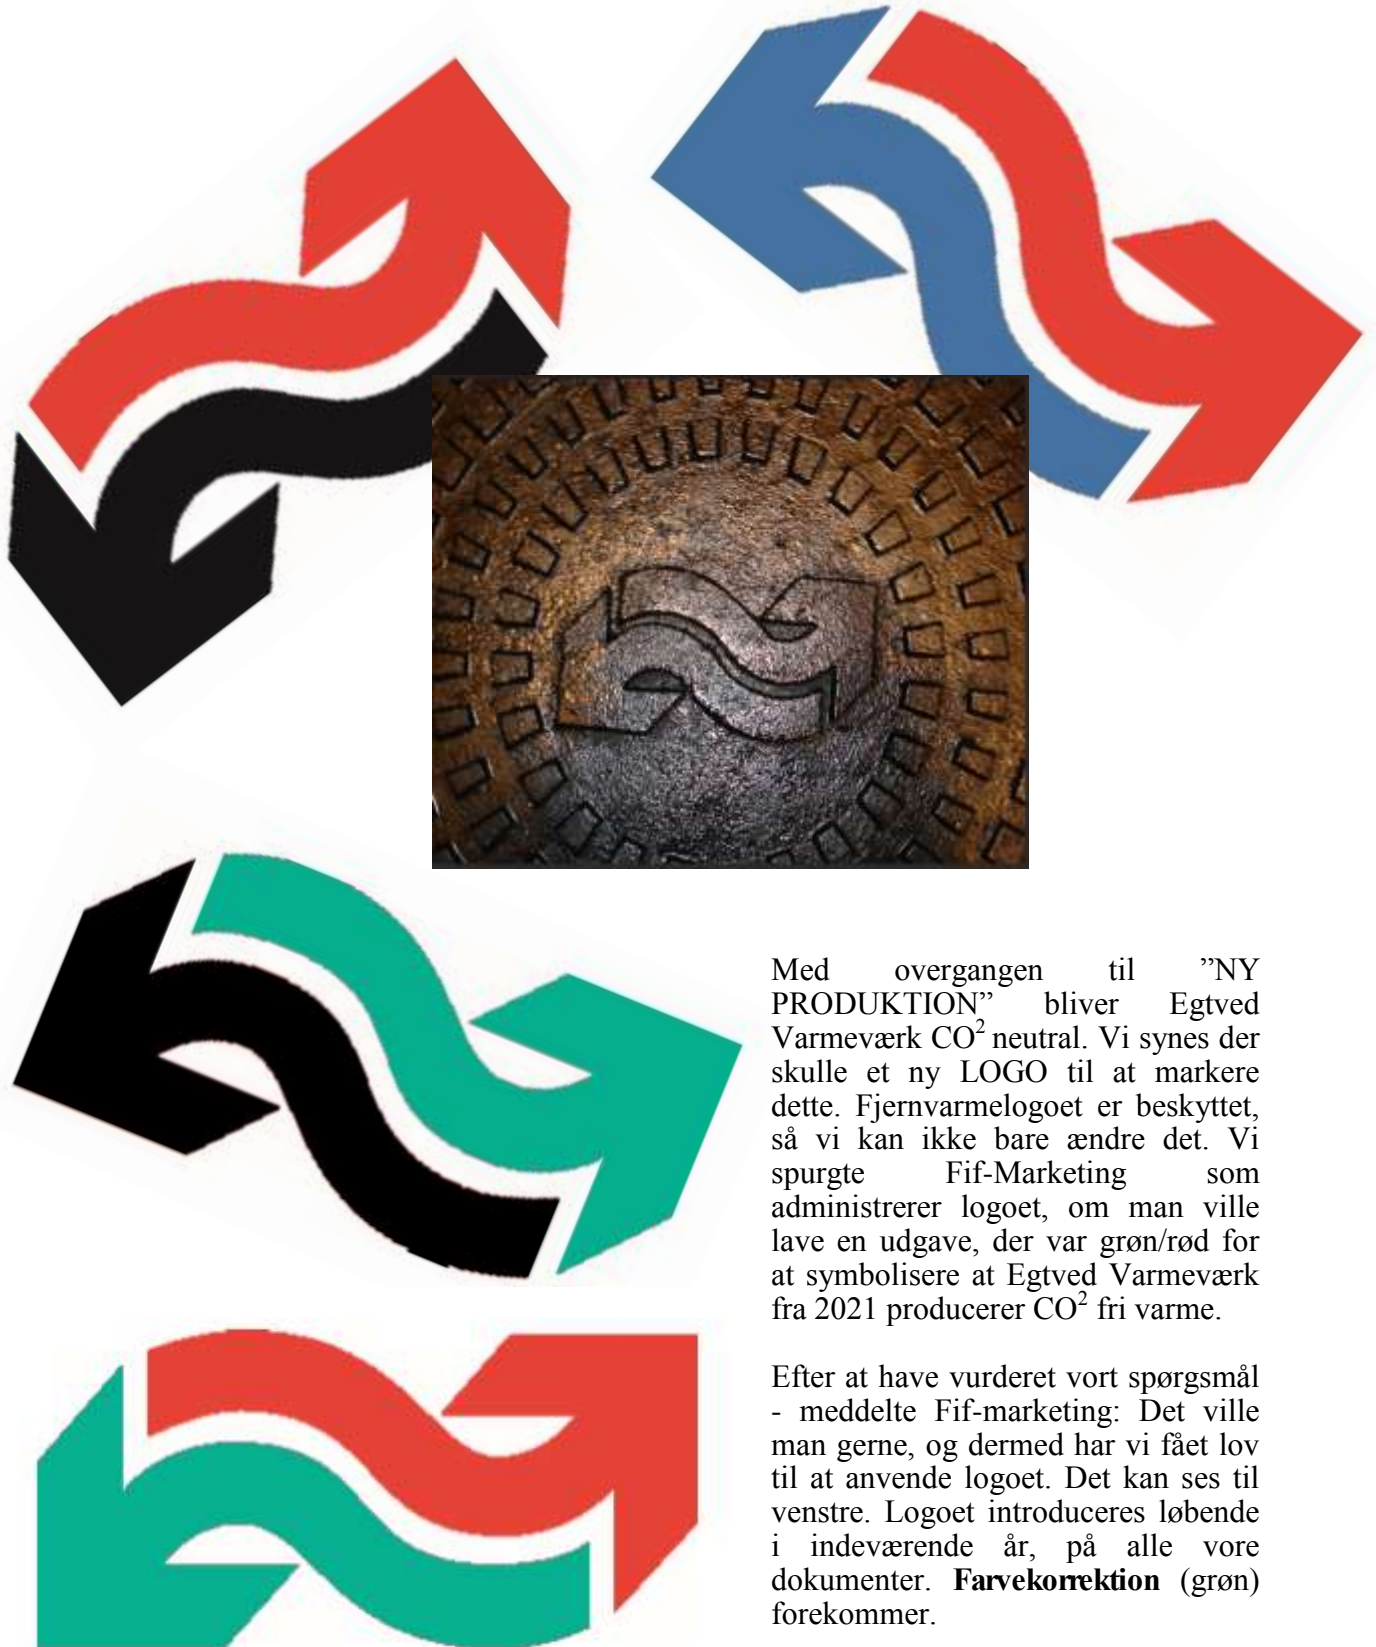 Med overgangen til ”NY
PRODUKTION” bliver Egtved
Varmeværk CO² neutral. Vi synes der
skulle et ny LOGO til at markere
dette. Fjernvarmelogoet er beskyttet,
så vi kan ikke bare ændre det. Vi
spurgte Fif-Marketing som
administrerer logoet, om man ville
lave en udgave, der var grøn/rød for
at symbolisere at Egtved Varmeværk
fra 2021 producerer CO² fri varme.
Efter at have vurderet vort spørgsmål
- meddelte Fif-marketing: Det ville
man gerne, og dermed har vi fået lov
til at anvende logoet. Det kan ses til
venstre. Logoet introduceres løbende
i indeværende år, på alle vore
dokumenter. Farvekorrektion (grøn)
forekommer.